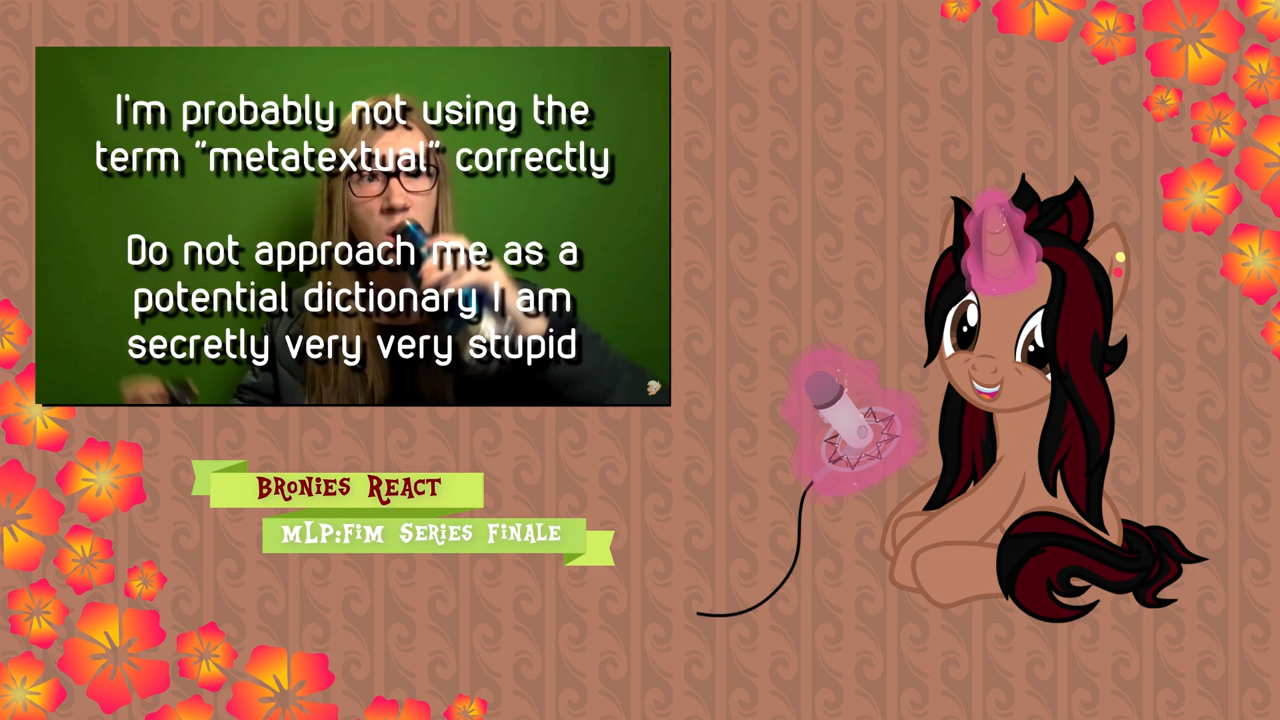 I'm probably not using the
term "metatextual" correctly
Do not approach me as a
potential dictionary I am
secretly very very stupid
BRONIES REACT
MLP:FiM SERIES FINALE